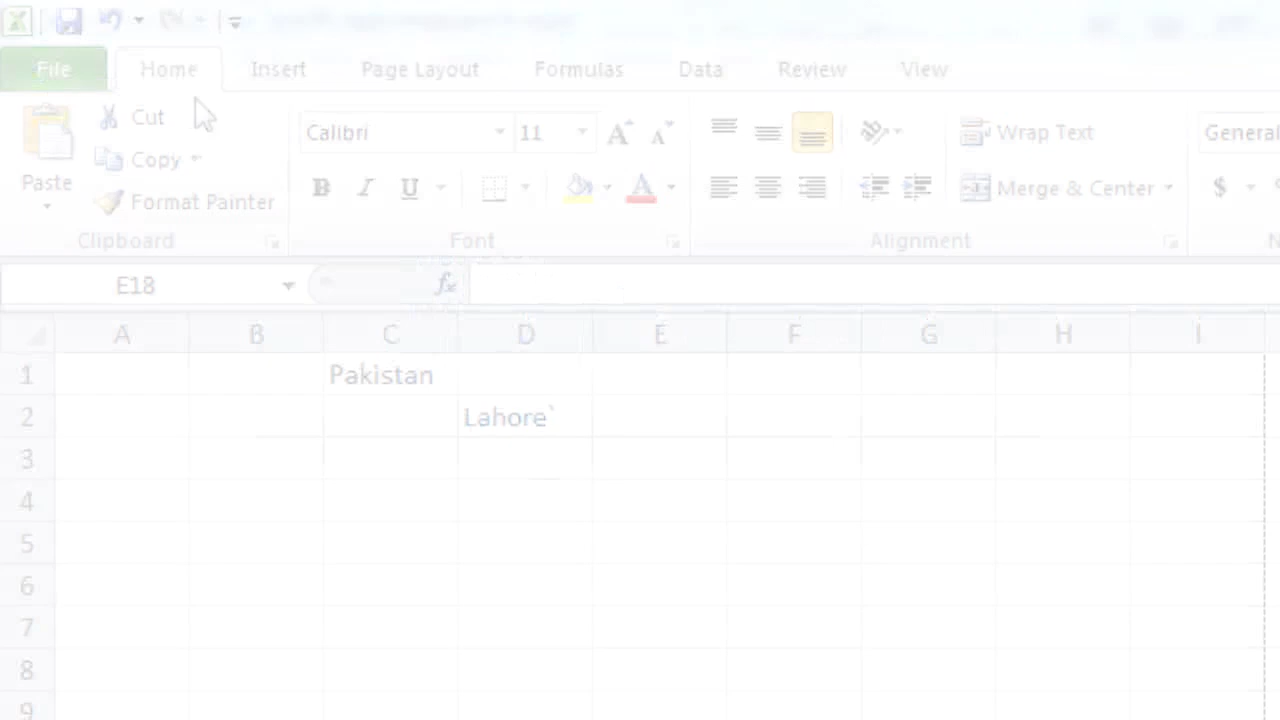 File Home Insert Page Layout Formulas Data Review View
Cut
Copy
Format Painter
Paste
Calibri 11
A A
Wrap Text
Genera
B I U A
Merge & Center $
Clipboard Font Alignment
E18 fx
A B C D E F G H I
1 Pakistan
2 Lahore`
3
4
5
6
7
8
9